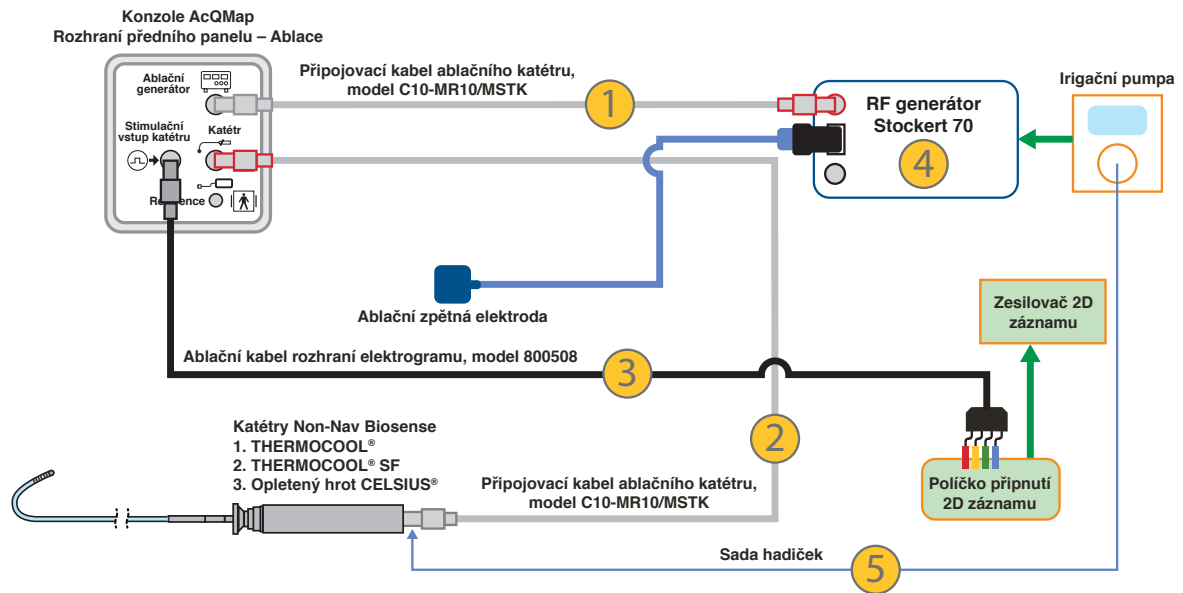 Konzole AcQMap
Rozhraní předního panelu – Ablace
Ablační
generátor
Stimulační
vstup katétru
Katétr
Připojovací kabel ablačního katétru,
model C10-MR10/MSTK
1
RF generátor
Stockert 70
4
Irigační pumpa
Ablační zpětná elektroda
Zesilovač 2D
záznamu
Ablační kabel rozhraní elektrogramu, model 800508
3
2
Katétry Non-Nav Biosense
1. THERMOCOOL®
2. THERMOCOOL® SF
3. Opletený hrot CELSIUS®
Připojovací kabel ablačního katétru,
model C10-MR10/MSTK
Políčko připnutí
2D záznamu
Sada hadiček
5